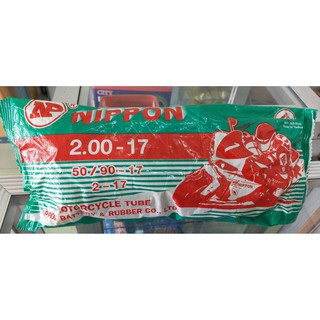 NP
NIPPON
2.00-17
50/90-17
2-17
MOTORCYCLE TUBE
BATTERY & RUBBER CO., LTD